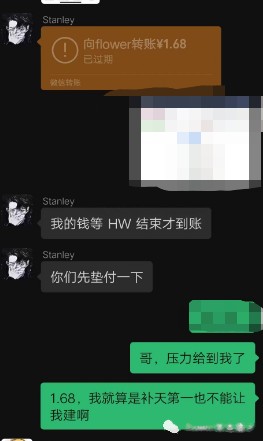 Stanley
向flower转账¥1.68
已过期
微信转账
Stanley
我的钱等 HW 结束才到账
Stanley
你们先垫付一下
哥，压力给到我了
1.68，我就算是补天第一也不能让
我建啊